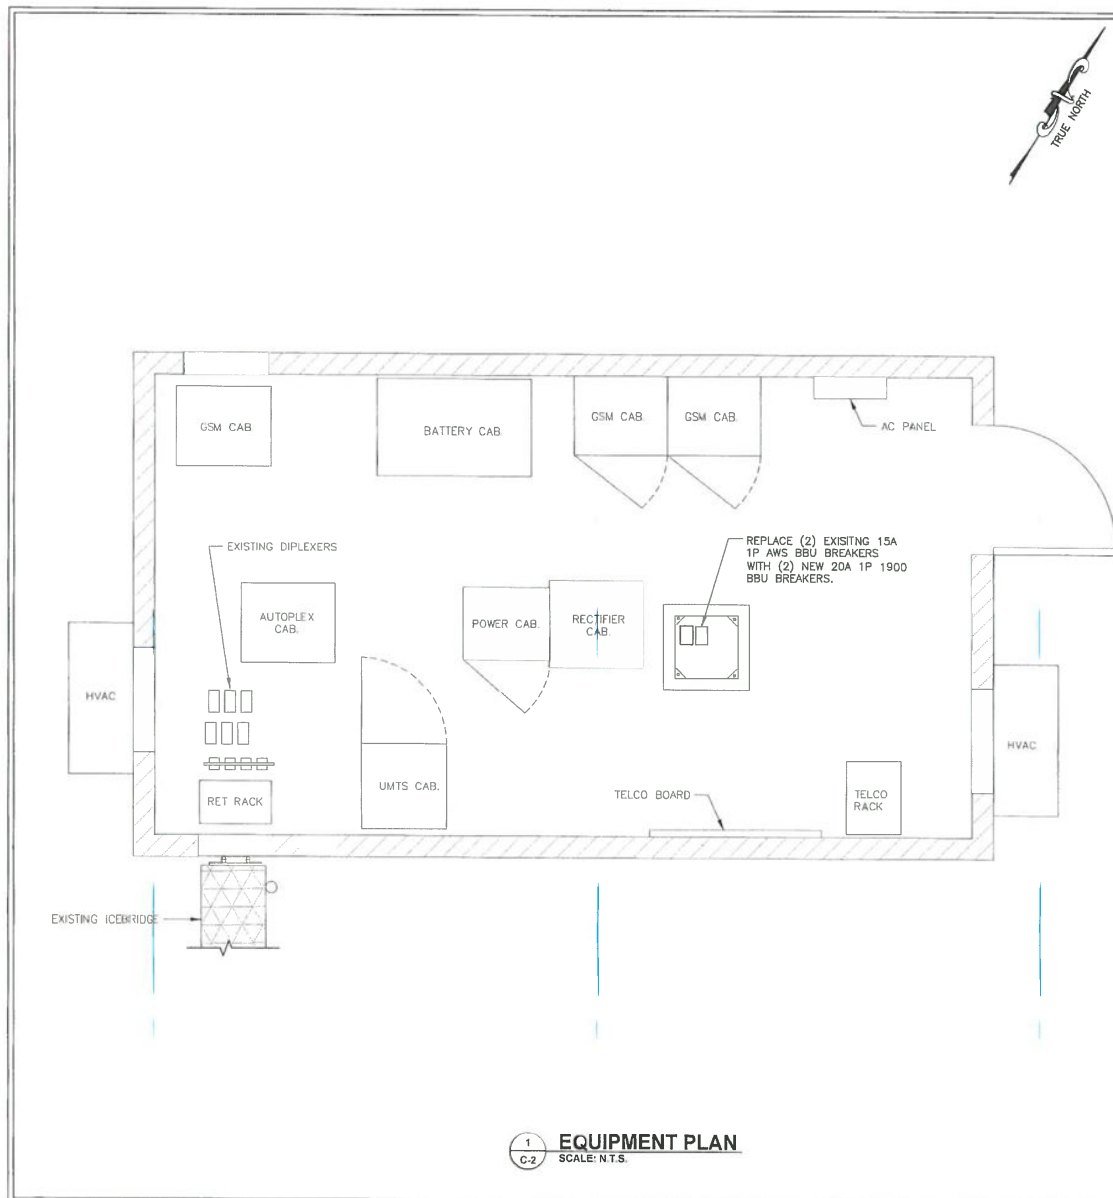 TRUE NORTH
GSM CAB.
BATTERY CAB.
GSM CAB.
GSM CAB.
AC PANEL
EXISTING DIPLEXERS
REPLACE (2) EXISITNG 15A
1P AWS BBU BREAKERS
WITH (2) NEW 20A 1P 1900
BBU BREAKERS.
AUTOPLEX
CAB.
POWER CAB.
RECTIFIER
CAB.
HVAC
HVAC
UMTS CAB.
RET RACK
TELCO BOARD
TELCO
RACK
EXISTING ICEBRIDGE
1
C-2
EQUIPMENT PLAN
SCALE: N.T.S.